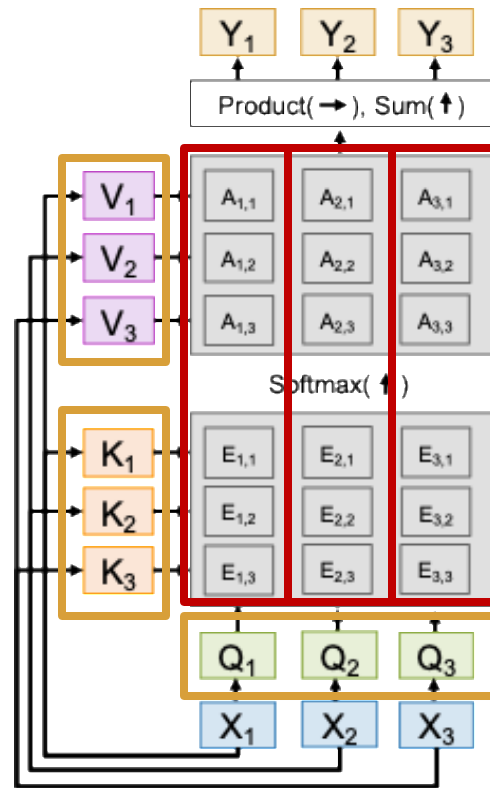 Y1 Y2 Y3
Product(→), Sum(↑)
V1 A1,1 A2,1 A3,1
V2 A1,2 A2,2 A3,2
V3 A1,3 A2,3 A3,3
Softmax(↑)
K1 E1,1 E2,1 E3,1
K2 E1,2 E2,2 E3,2
K3 E1,3 E2,3 E3,3
Q1 Q2 Q3
X1 X2 X3